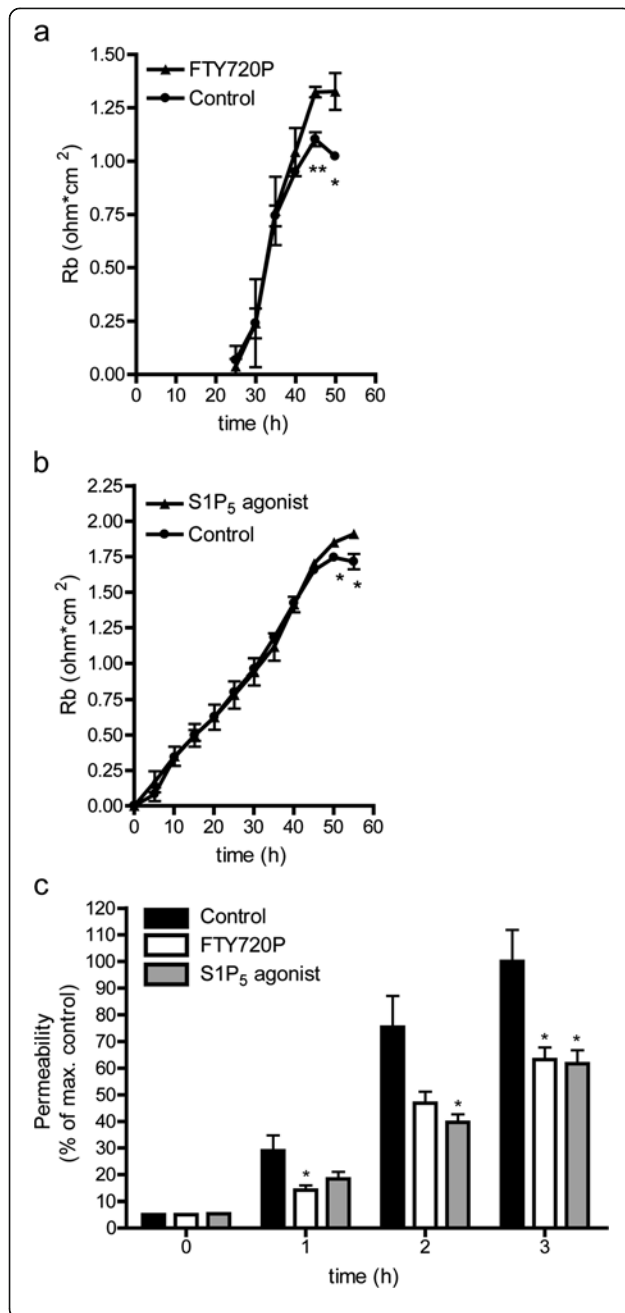 a
FTY720P
Control
Rb (ohm*cm²)
1.50
1.25
1.00
0.75
0.50
0.25
0.00
** *
0 10 20 30 40 50 60
time (h)
b
S1P₅ agonist
Control
Rb (ohm*cm²)
2.25
2.00
1.75
1.50
1.25
1.00
0.75
0.50
0.25
0.00
* *
0 10 20 30 40 50 60
time (h)
c
Control
FTY720P
S1P₅ agonist
Permeability
(% of max. control)
120
110
100
90
80
70
60
50
40
30
20
10
0
* * * *
0 1 2 3
time (h)